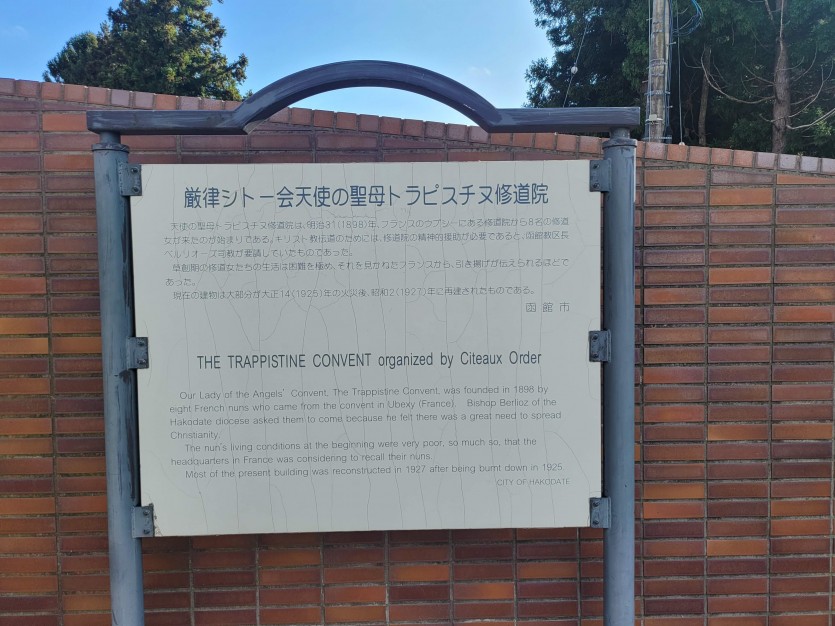 厳律シトー会天使の聖母トラピスチヌ修道院
天使の聖母トラピスチヌ修道院は、明治31(1898)年、フランスのウプシーにある修道院から8名の修道
女が来たのが始まりである。キリスト教伝道のためには、修道院の精神的援助が必要であると、函館教区長
ベルリオーズ司教が要請していたものであった。
草創期の修道女たちの生活は困難を極め、それを見かねたフランスから、引き揚げが伝えられるほどで
あった。
現在の建物は大部分が大正14(1925)年の火災後、昭和2(1927)年に再建されたものである。
函館市
THE TRAPPISTINE CONVENT organized by Citeaux Order
Our Lady of the Angels' Convent, The Trappistine Convent, was founded in 1898 by
eight French nuns who came from the convent in Ubexy (France). Bishop Berlioz of the
Hakodate diocese asked them to come because he felt there was a great need to spread
Christianity.
The nun's living conditions at the beginning were very poor, so much so, that the
headquarters in France was considering to recall their nuns.
Most of the present building was reconstructed in 1927 after being burnt down in 1925.
CITY OF HAKODATE